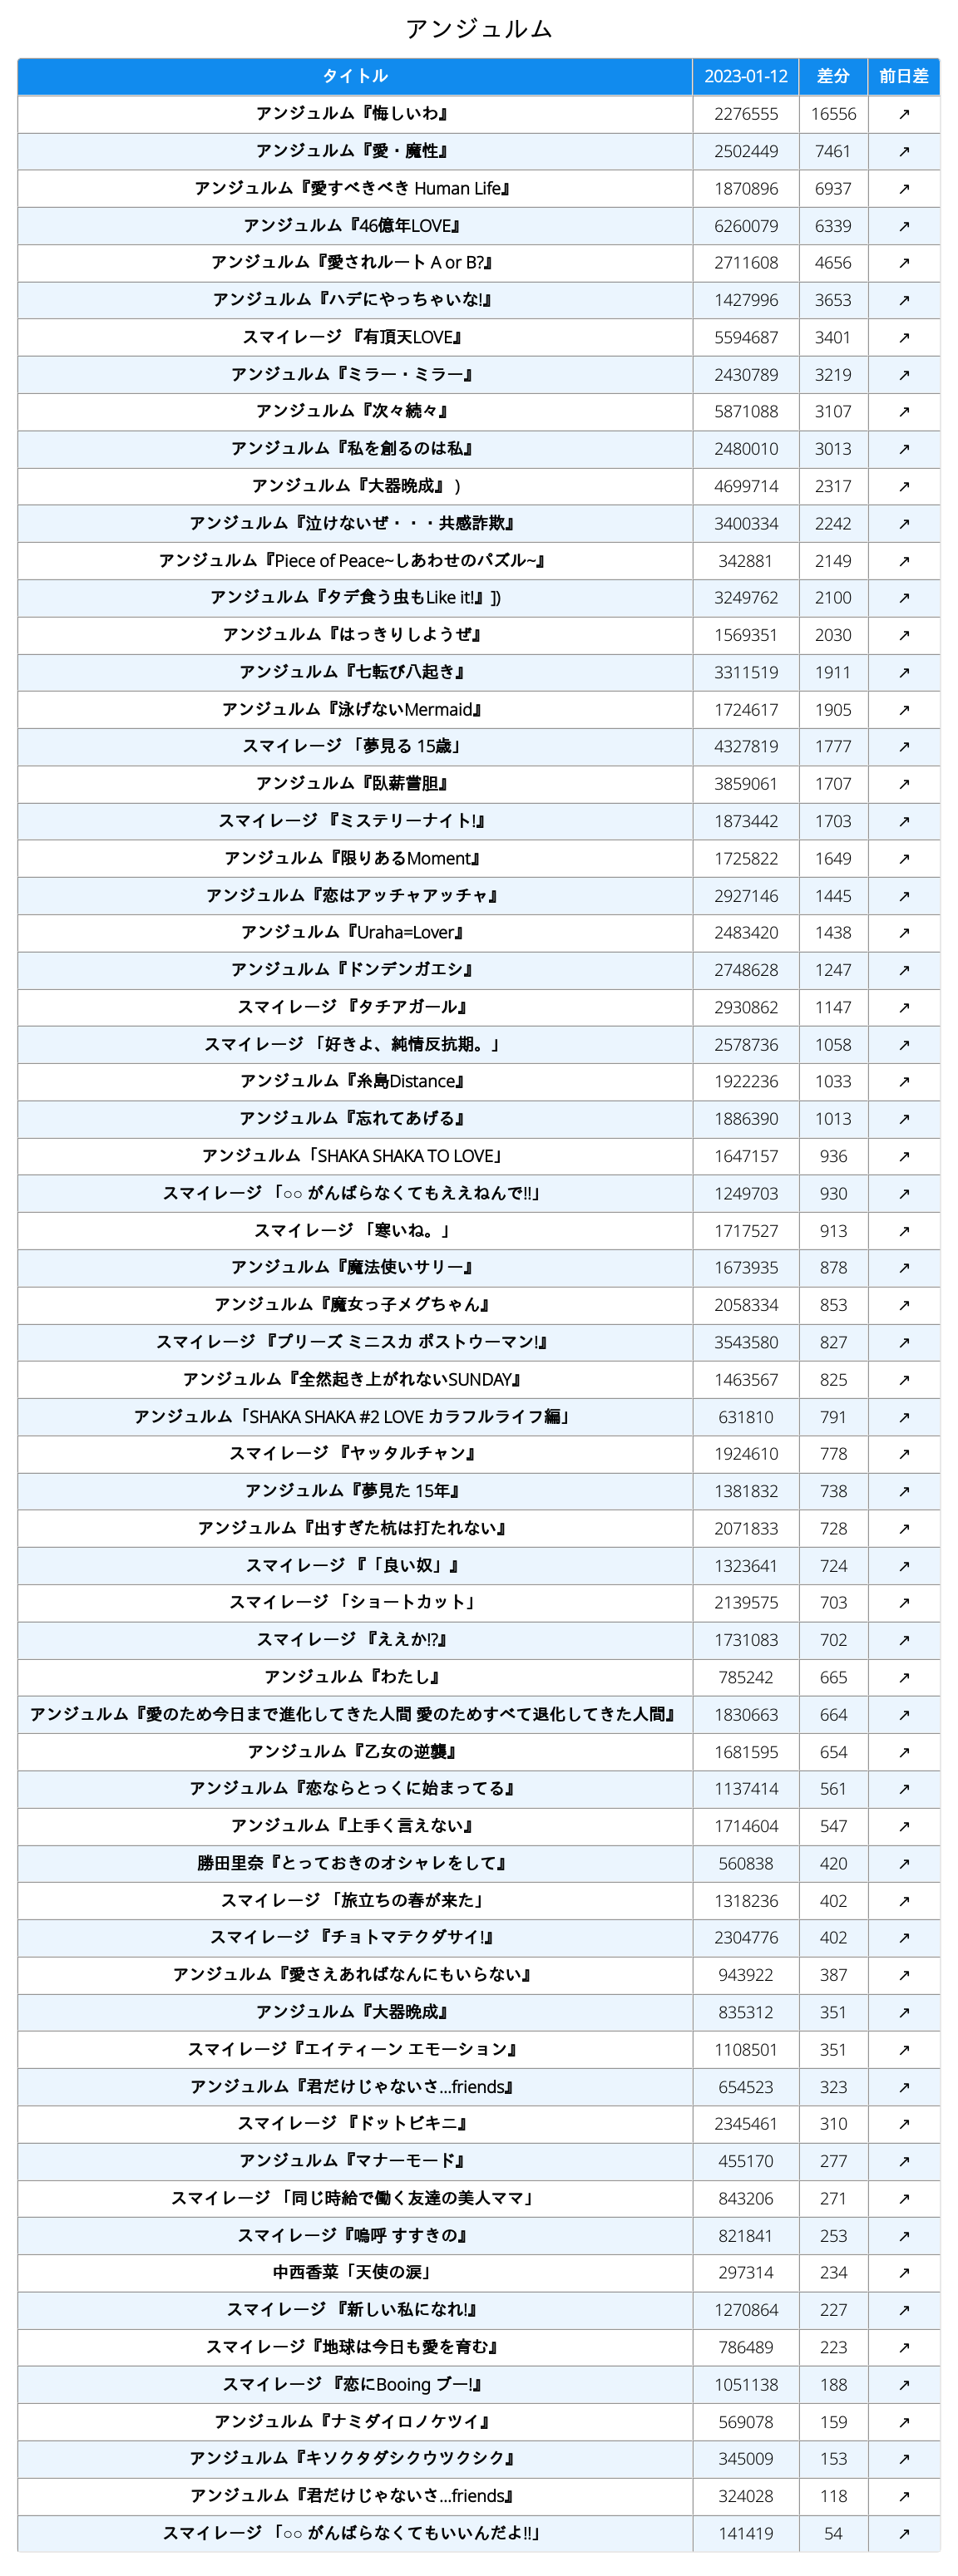 アンジュルム
タイトル 2023-01-12 差分 前日差
アンジュルム『悔しいわ』 2276555 16556 ↗
アンジュルム『愛・魔性』 2502449 7461 ↗
アンジュルム『愛すべきべき Human Life』 1870896 6937 ↗
アンジュルム『46億年LOVE』 6260079 6339 ↗
アンジュルム『愛されルート A or B?』 2711608 4656 ↗
アンジュルム『ハデにやっちゃいな!』 1427996 3653 ↗
スマイレージ 『有頂天LOVE』 5594687 3401 ↗
アンジュルム『ミラー・ミラー』 2430789 3219 ↗
アンジュルム『次々続々』 5871088 3107 ↗
アンジュルム『私を創るのは私』 2480010 3013 ↗
アンジュルム『大器晩成』 ) 4699714 2317 ↗
アンジュルム『泣けないぜ・・・共感詐欺』 3400334 2242 ↗
アンジュルム『Piece of Peace~しあわせのパズル~』 342881 2149 ↗
アンジュルム『タデ食う虫もLike it!』]) 3249762 2100 ↗
アンジュルム『はっきりしようぜ』 1569351 2030 ↗
アンジュルム『七転び八起き』 3311519 1911 ↗
アンジュルム『泳げないMermaid』 1724617 1905 ↗
スマイレージ 「夢見る 15歳」 4327819 1777 ↗
アンジュルム『臥薪嘗胆』 3859061 1707 ↗
スマイレージ 『ミステリーナイト!』 1873442 1703 ↗
アンジュルム『限りあるMoment』 1725822 1649 ↗
アンジュルム『恋はアッチャアッチャ』 2927146 1445 ↗
アンジュルム『Uraha=Lover』 2483420 1438 ↗
アンジュルム『ドンデンガエシ』 2748628 1247 ↗
スマイレージ 『タチアガール』 2930862 1147 ↗
スマイレージ 「好きよ、純情反抗期。」 2578736 1058 ↗
アンジュルム『糸島Distance』 1922236 1033 ↗
アンジュルム『忘れてあげる』 1886390 1013 ↗
アンジュルム「SHAKA SHAKA TO LOVE」 1647157 936 ↗
スマイレージ 「○○ がんばらなくてもええねんで!!」 1249703 930 ↗
スマイレージ 「寒いね。」 1717527 913 ↗
アンジュルム『魔法使いサリー』 1673935 878 ↗
アンジュルム『魔女っ子メグちゃん』 2058334 853 ↗
スマイレージ 『プリーズ ミニスカ ポストウーマン!』 3543580 827 ↗
アンジュルム『全然起き上がれないSUNDAY』 1463567 825 ↗
アンジュルム「SHAKA SHAKA #2 LOVE カラフルライフ編」 631810 791 ↗
スマイレージ 『ヤッタルチャン』 1924610 778 ↗
アンジュルム『夢見た 15年』 1381832 738 ↗
アンジュルム『出すぎた杭は打たれない』 2071833 728 ↗
スマイレージ 『「良い奴」』 1323641 724 ↗
スマイレージ 「ショートカット」 2139575 703 ↗
スマイレージ 『ええか!?』 1731083 702 ↗
アンジュルム『わたし』 785242 665 ↗
アンジュルム『愛のため今日まで進化してきた人間 愛のためすべて退化してきた人間』 1830663 664 ↗
アンジュルム『乙女の逆襲』 1681595 654 ↗
アンジュルム『恋ならとっくに始まってる』 1137414 561 ↗
アンジュルム『上手く言えない』 1714604 547 ↗
勝田里奈『とっておきのオシャレをして』 560838 420 ↗
スマイレージ 「旅立ちの春が来た」 1318236 402 ↗
スマイレージ 『チョトマテクダサイ!』 2304776 402 ↗
アンジュルム『愛さえあればなんにもいらない』 943922 387 ↗
アンジュルム『大器晩成』 835312 351 ↗
スマイレージ『エイティーン エモーション』 1108501 351 ↗
アンジュルム『君だけじゃないさ...friends』 654523 323 ↗
スマイレージ 『ドットビキニ』 2345461 310 ↗
アンジュルム『マナーモード』 455170 277 ↗
スマイレージ 「同じ時給で働く友達の美人ママ」 843206 271 ↗
スマイレージ『嗚呼 すすきの』 821841 253 ↗
中西香菜「天使の涙」 297314 234 ↗
スマイレージ 『新しい私になれ!』 1270864 227 ↗
スマイレージ『地球は今日も愛を育む』 786489 223 ↗
スマイレージ 『恋にBooing ブー!』 1051138 188 ↗
アンジュルム『ナミダイロノケツイ』 569078 159 ↗
アンジュルム『キソクタダシクウツクシク』 345009 153 ↗
アンジュルム『君だけじゃないさ...friends』 324028 118 ↗
スマイレージ 「○○ がんばらなくてもいいんだよ!!」 141419 54 ↗